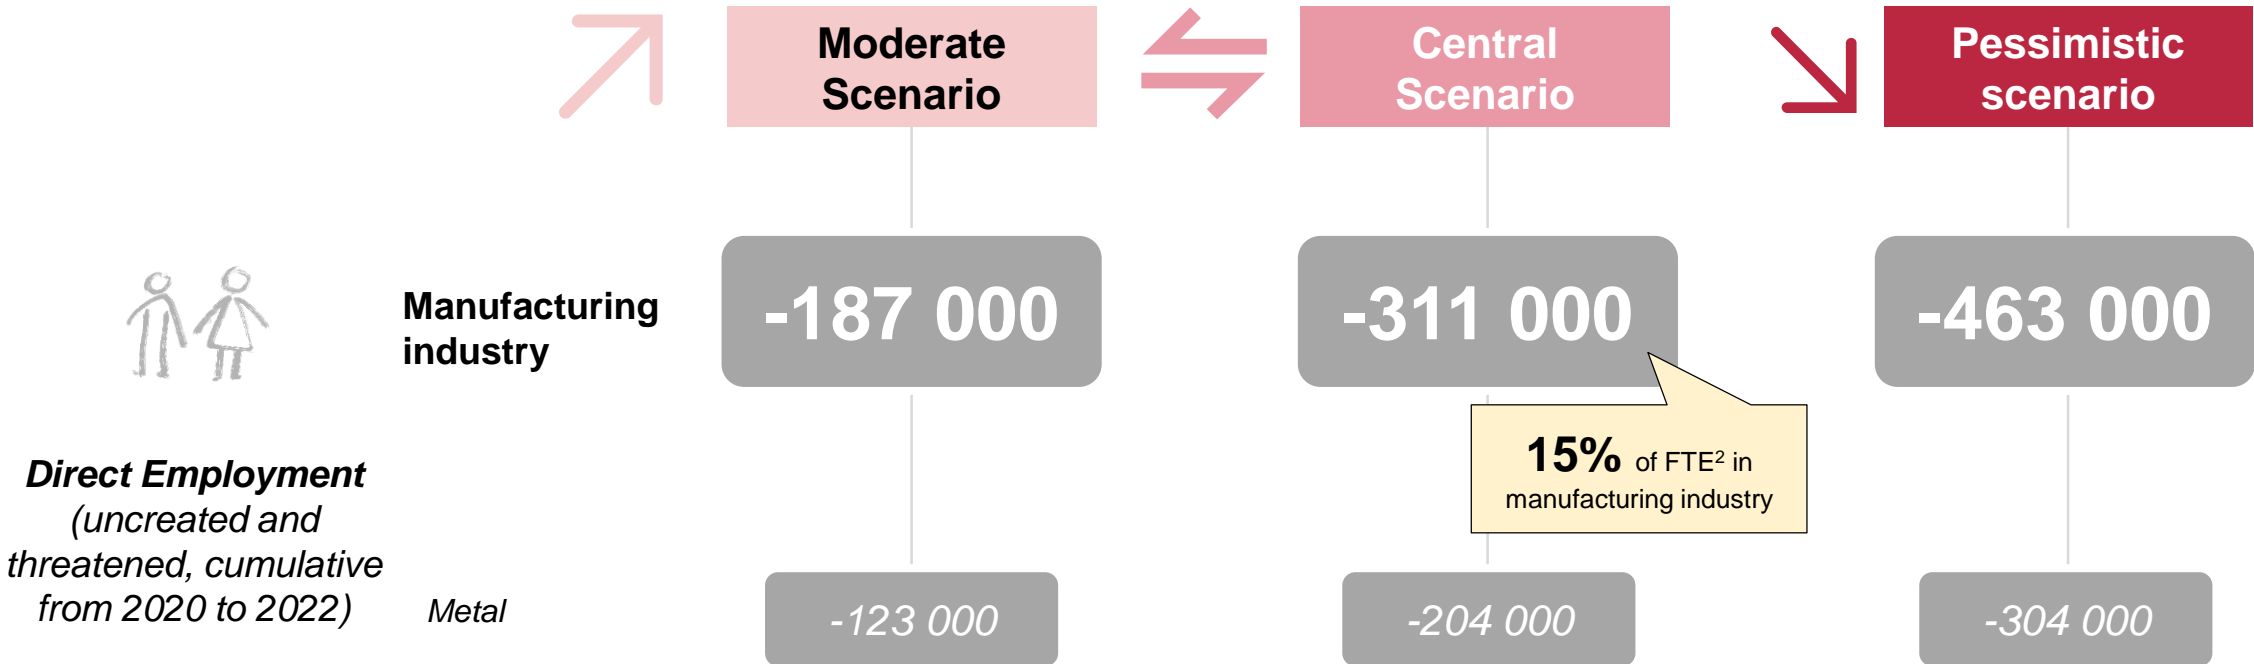 Moderate
Scenario
Central
Scenario
Pessimistic
scenario
Manufacturing
industry
-187 000
-311 000
-463 000
15% of FTE² in
manufacturing industry
Direct Employment
(uncreated and
threatened, cumulative
from 2020 to 2022)
Metal
-123 000
-204 000
-304 000